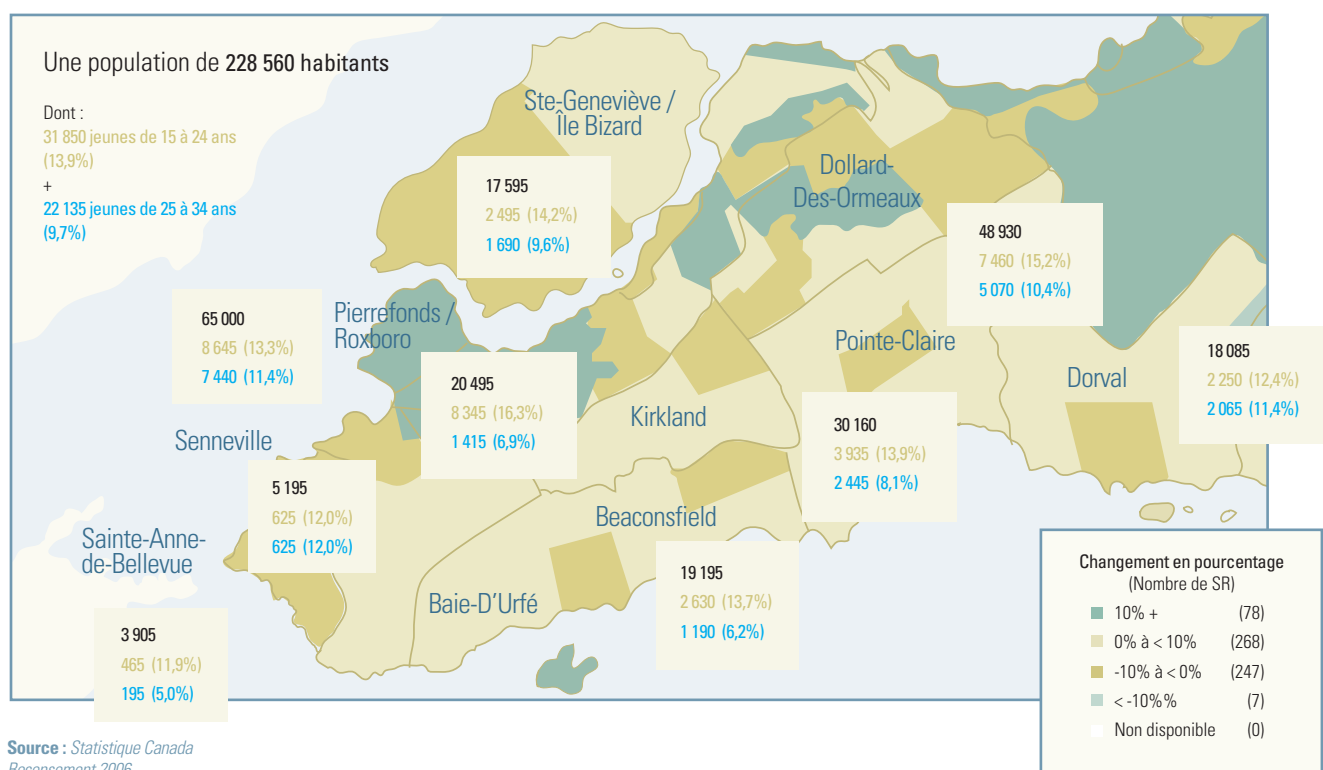 Une population de 228 560 habitants
Dont :
31 850 jeunes de 15 à 24 ans
(13,9%)
+
22 135 jeunes de 25 à 34 ans
(9,7%)
Ste-Geneviève /
Île Bizard
17 595
2 495 (14,2%)
1 690 (9,6%)
Dollard-
Des-Ormeaux
48 930
7 460 (15,2%)
5 070 (10,4%)
65 000
8 645 (13,3%)
7 440 (11,4%)
Pierrefonds /
Roxboro
20 495
8 345 (16,3%)
1 415 (6,9%)
Kirkland
Pointe-Claire
30 160
3 935 (13,9%)
2 445 (8,1%)
Dorval
18 085
2 250 (12,4%)
2 065 (11,4%)
Senneville
5 195
625 (12,0%)
625 (12,0%)
Sainte-Anne-
de-Bellevue
3 905
465 (11,9%)
195 (5,0%)
Baie-D'Urfé
Beaconsfield
19 195
2 630 (13,7%)
1 190 (6,2%)
Changement en pourcentage
(Nombre de SR)
10% + (78)
0% à < 10% (268)
-10% à < 0% (247)
< -10%% (7)
Non disponible (0)
Source : Statistique Canada
Recensement 2006